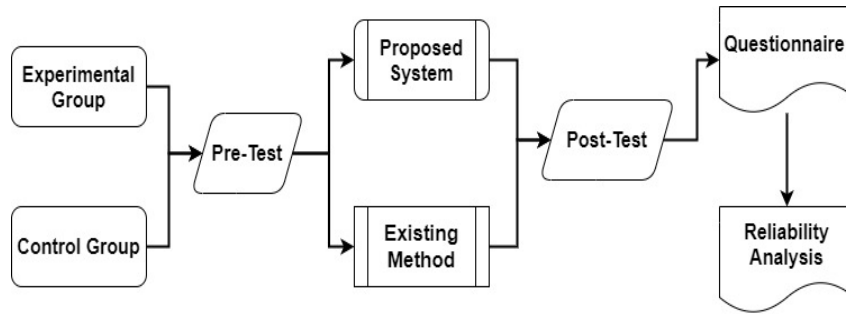 Experimental
Group
Control Group
Pre-Test
Proposed
System
Existing
Method
Post-Test
Questionnaire
Reliability
Analysis